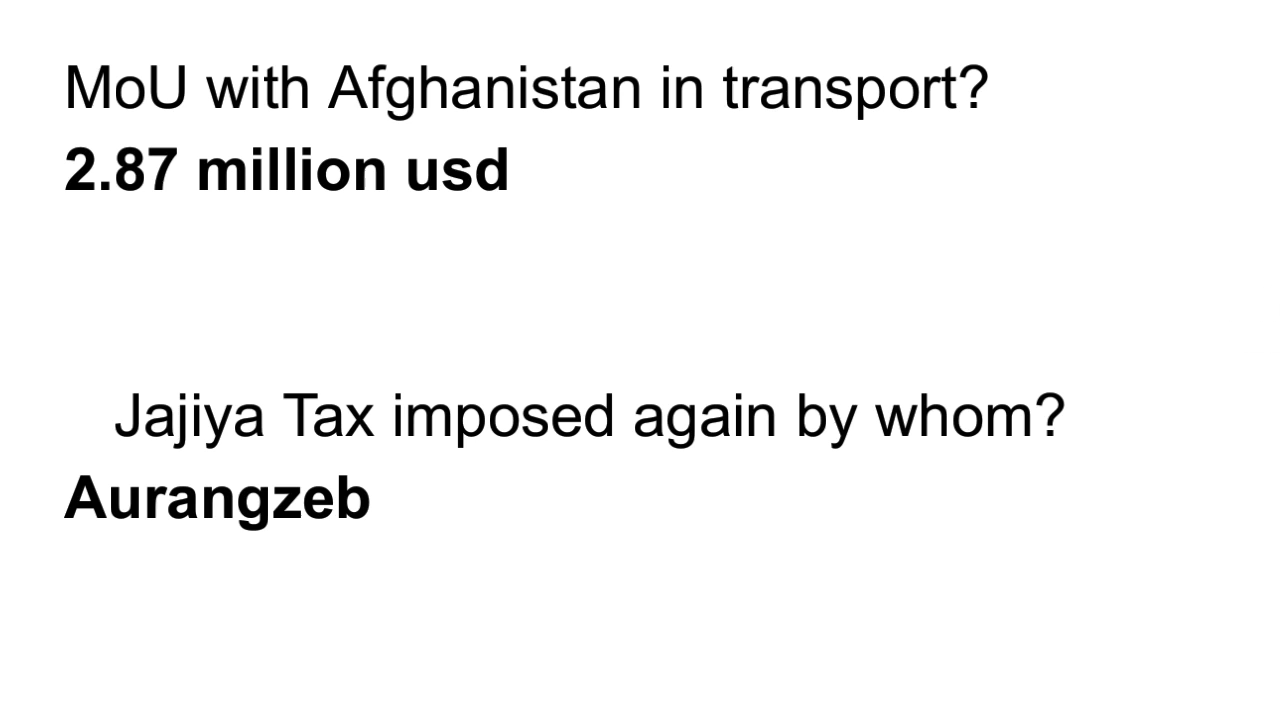 MoU with Afghanistan in transport?
2.87 million usd
Jajiya Tax imposed again by whom?
Aurangzeb